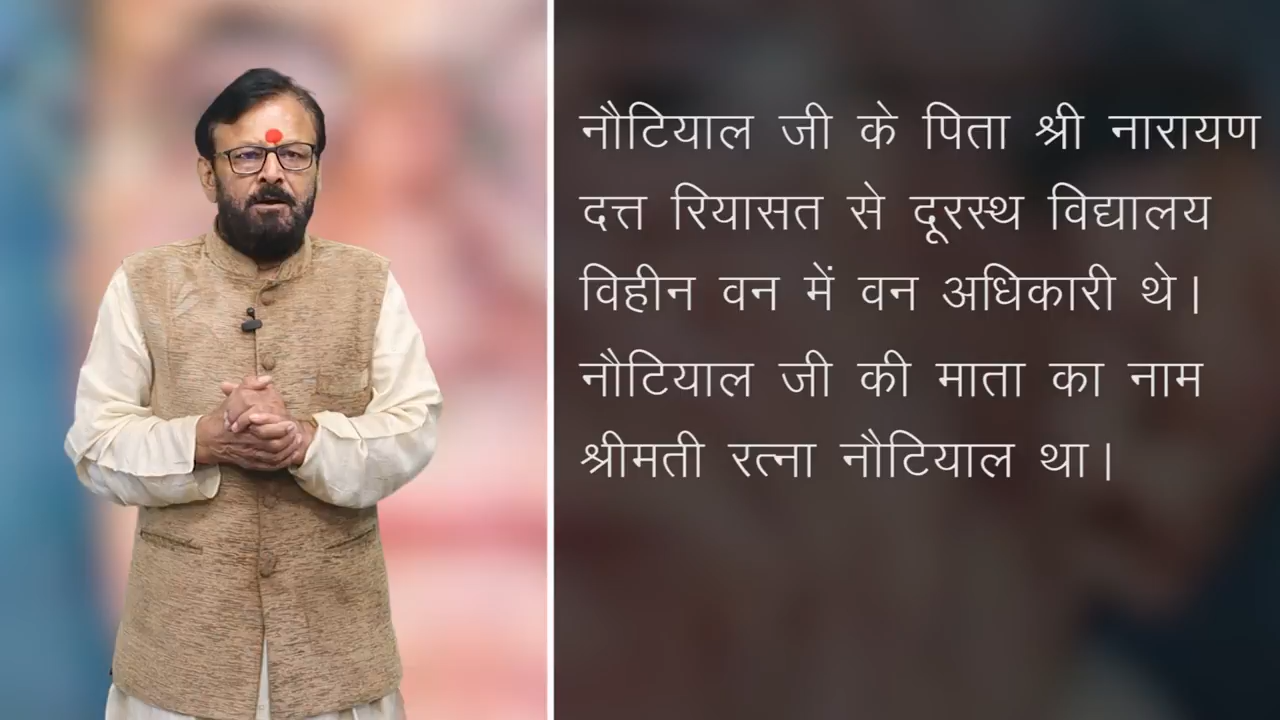 नौटियाल जी के पिता श्री नारायण
दत्त रियासत से दूरस्थ विद्यालय
विहीन वन में वन अधिकारी थे।
नौटियाल जी की माता का नाम
श्रीमती रत्ना नौटियाल था।